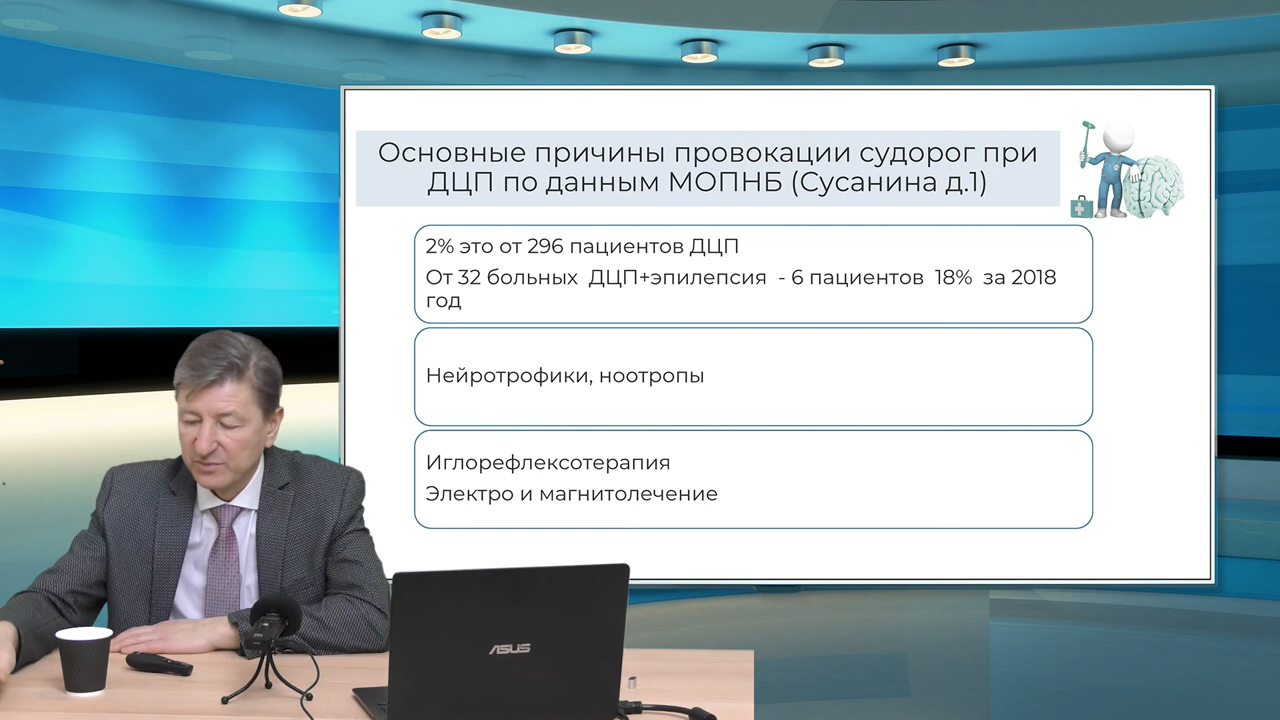 Основные причины провокации судорог при
ДЦП по данным МОПНБ (Сусанина д.1)
2% это от 296 пациентов ДЦП
От 32 больных ДЦП+эпилепсия - 6 пациентов 18% за 2018
год
Нейротрофики, ноотропы
Иглорефлексотерапия
Электро и магнитолечение
ASUS